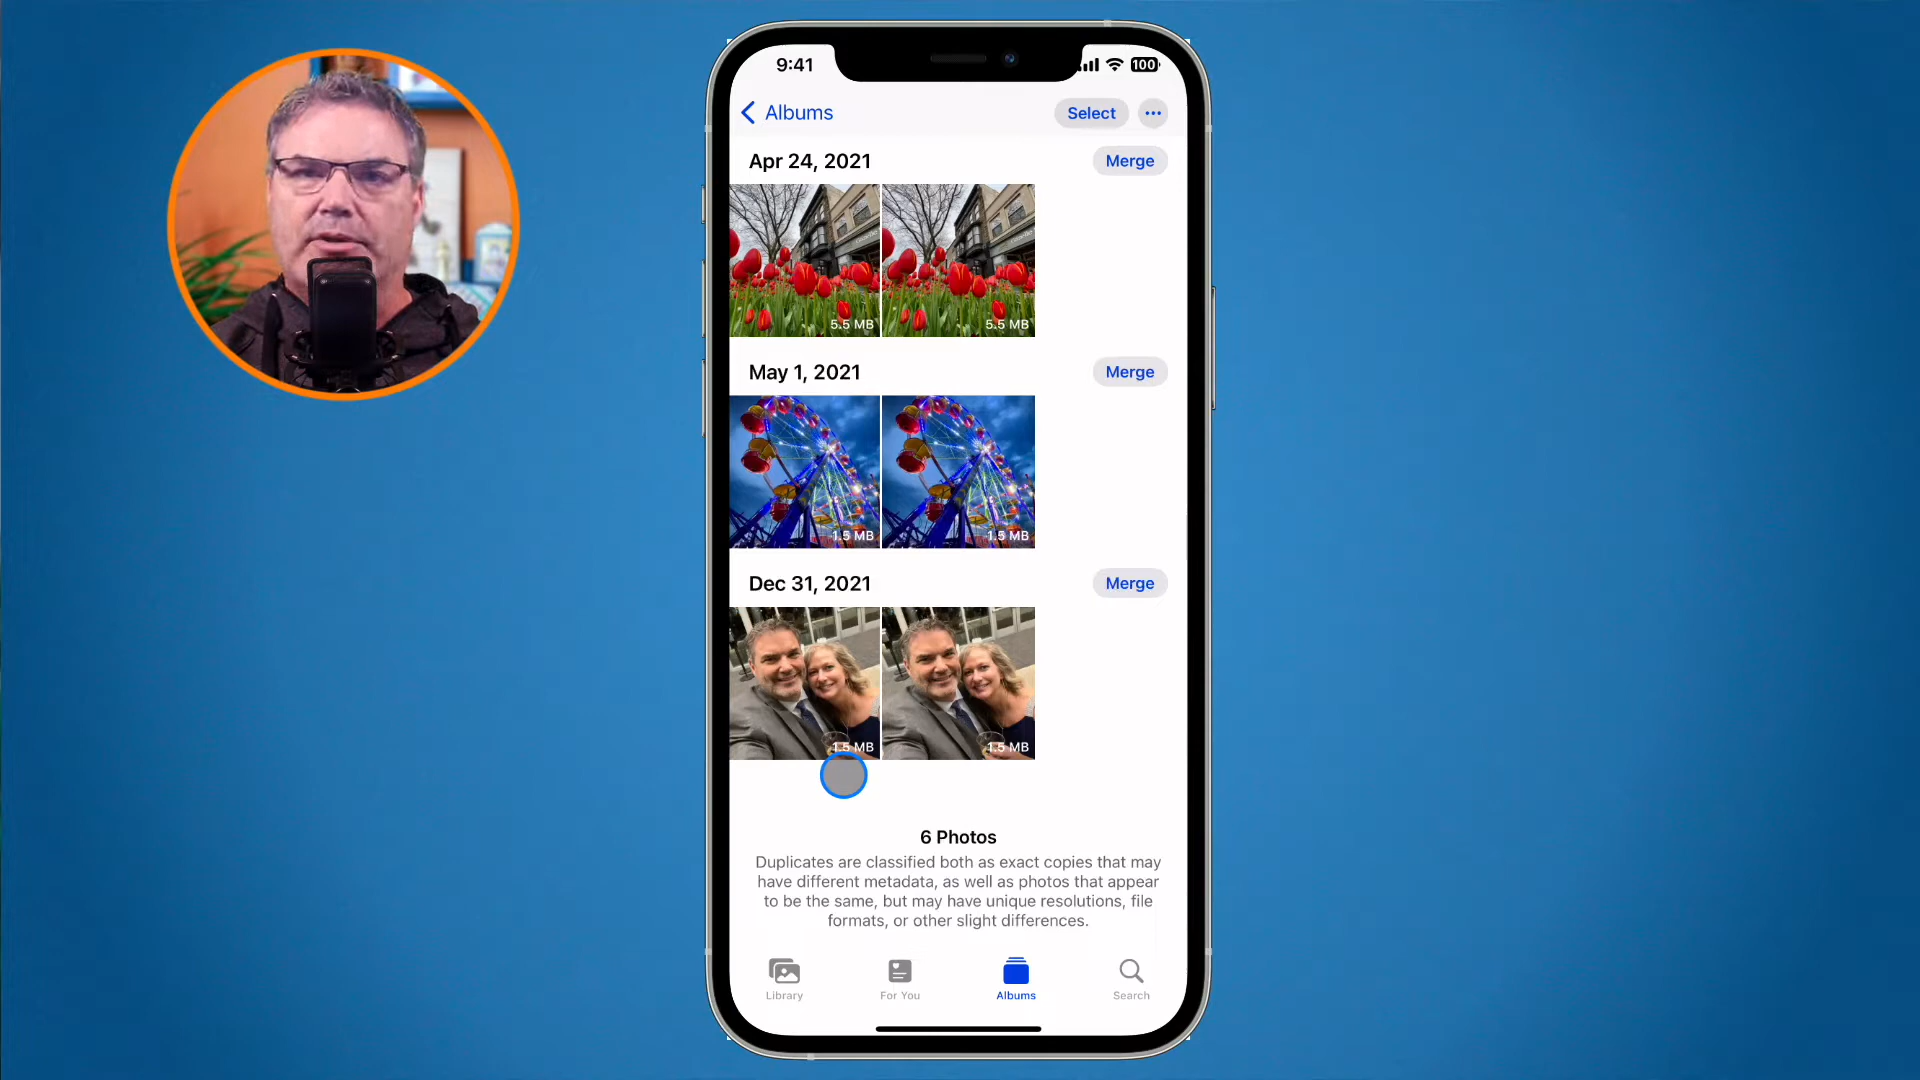 9:41
100
Albums
Select
Apr 24, 2021
Merge
5.5 MB
5.5 MB
May 1, 2021
Merge
1.5 MB
1.5 MB
Dec 31, 2021
Merge
1.5 MB
1.5 MB
6 Photos
Duplicates are classified both as exact copies that may
have different metadata, as well as photos that appear
to be the same, but may have unique resolutions, file
formats, or other slight differences.
Library
For You
Albums
Search